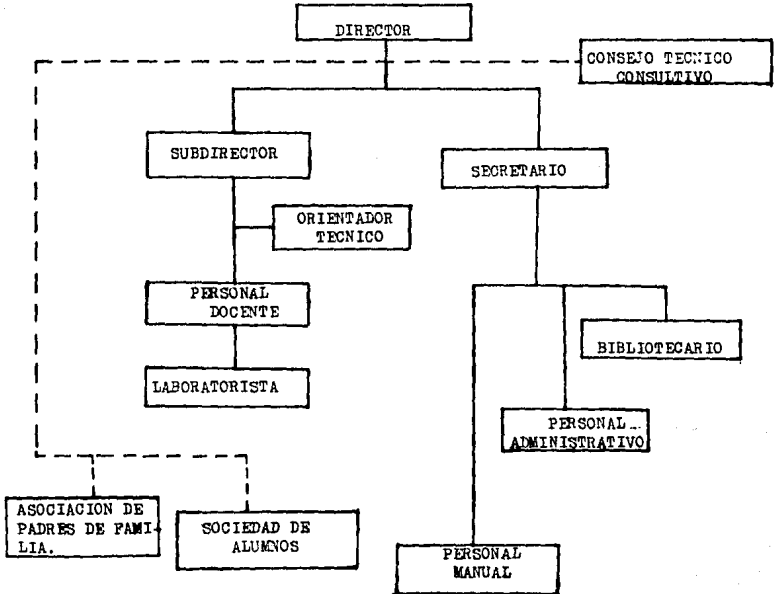 DIRECTOR
CONSEJO TECNICO
CONSULTIVO
SUBDIRECTOR
SECRETARIO
ORIENTADOR
TECNICO
PERSONAL
DOCENTE
BIBLIOTECARIO
LABORATORISTA
PERSONAL
ADMINISTRATIVO
ASOCIACION DE
PADRES DE FAMI-
LIA.
SOCIEDAD DE
ALUMNOS
PERSONAL
MANUAL